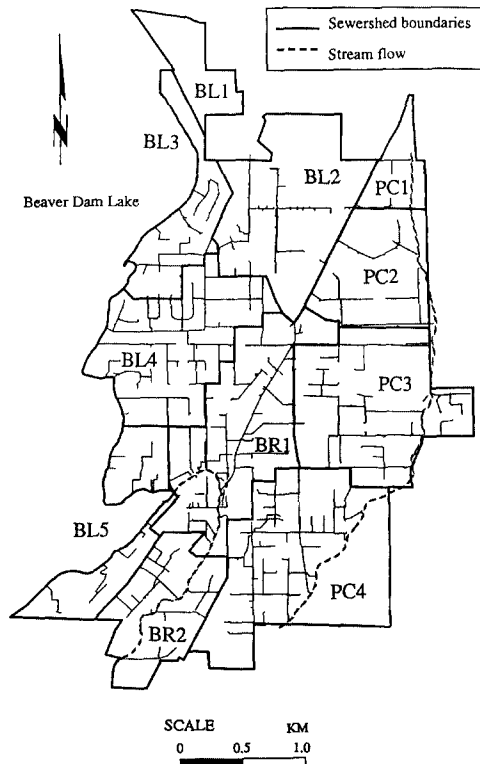 Sewershed boundaries
Stream flow
N
BL1
BL3
BL2
PC1
Beaver Dam Lake
PC2
BL4
PC3
BR1
BL5
PC4
BR2
SCALE KM
0 0.5 1.0